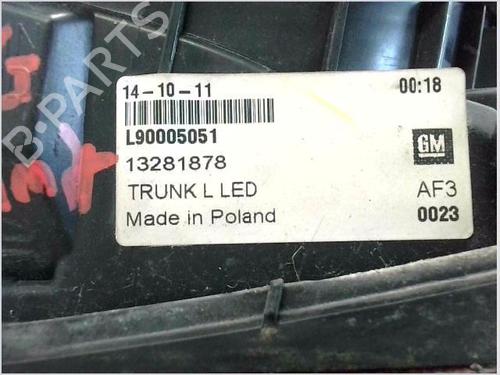 14-10-11 00:18
L90005051
13281878 GM
TRUNK L LED AF3
Made in Poland 0023
B-PARTS